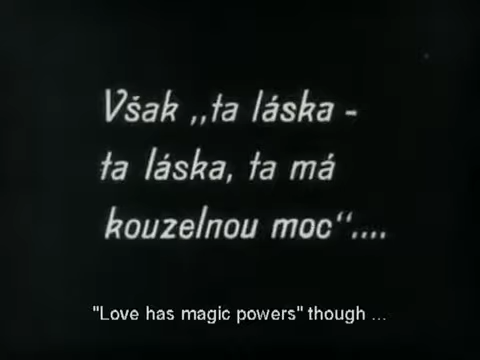 Však „ta láska -
ta láska, ta má
kouzelnou moc“....
"Love has magic powers" though ...